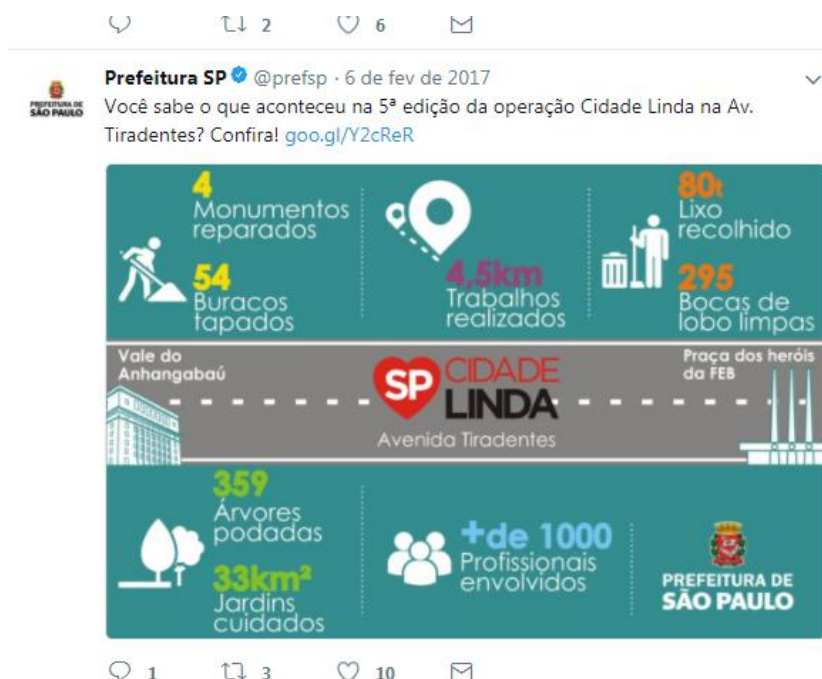 2 6
Prefeitura SP @prefsp · 6 de fev de 2017
Você sabe o que aconteceu na 5ª edição da operação Cidade Linda na Av.
Tiradentes? Confira! goo.gl/Y2cReR
PREFEITURA DE
SÃO PAULO
4
Monumentos
reparados
54
Buracos
tapados
4,5km
Trabalhos
realizados
80t
Lixo
recolhido
295
Bocas de
lobo limpas
Vale do
Anhangabaú
SP CIDADE
LINDA
Avenida Tiradentes
Praça dos heróis
da FEB
359
Árvores
podadas
33km²
Jardins
cuidados
+de 1000
Profissionais
envolvidos
PREFEITURA DE
SÃO PAULO
1 3 10